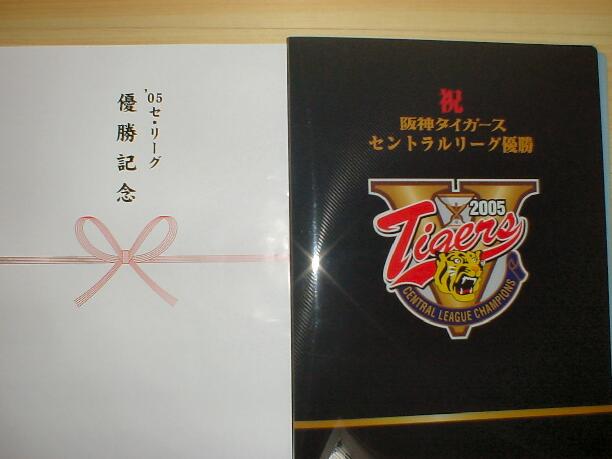 '05セ・リーグ
優勝記念
祝
阪神タイガース
セントラルリーグ優勝
2005
Tigers
CENTRAL LEAGUE CHAMPIONS